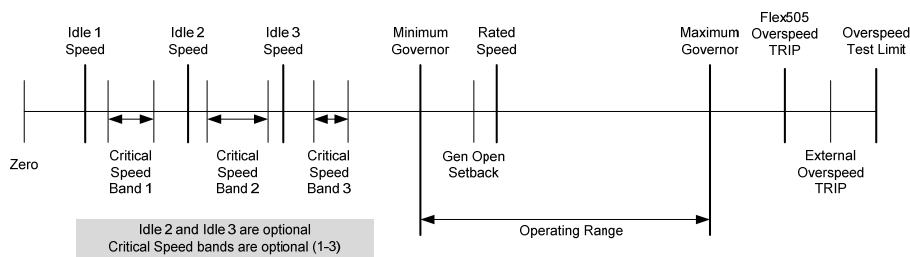 Idle 1
Speed
Idle 2
Speed
Idle 3
Speed
Minimum
Governor
Rated
Speed
Maximum
Governor
Flex505
Overspeed
TRIP
Overspeed
Test Limit
Zero
Critical
Speed
Band 1
Critical
Speed
Band 2
Critical
Speed
Band 3
Gen Open
Setback
External
Overspeed
TRIP
Operating Range
Idle 2 and Idle 3 are optional
Critical Speed bands are optional (1-3)